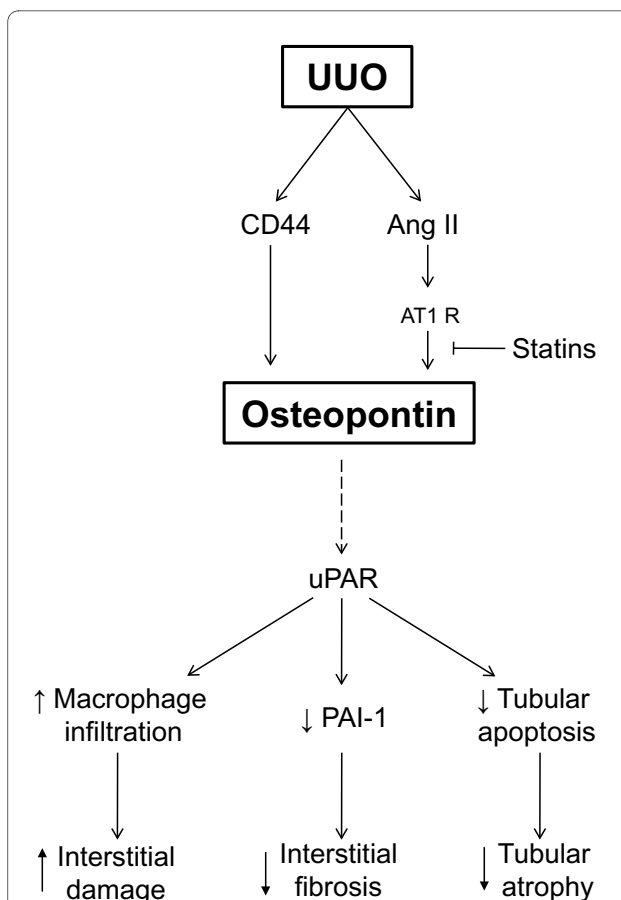 UUO
CD44
Ang II
AT1 R
Statins
Osteopontin
uPAR
↑ Macrophage
infiltration
↓ PAI-1
↓ Tubular
apoptosis
↑ Interstitial
damage
↓ Interstitial
fibrosis
↓ Tubular
atrophy